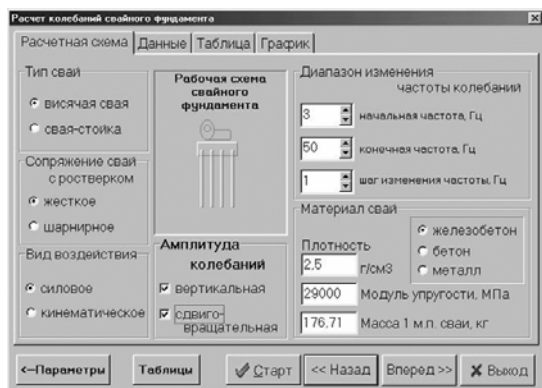 Расчет колебаний свайного фундамента
Расчетная схема Данные Таблица График
Тип свай
висячая свая
свая-стойка
Сопряжение свай
с ростверком
жесткое
шарнирное
Вид воздействия
силовое
кинематическое
Рабочая схема
свайного
фундамента
Амплитуда
колебаний
вертикальная
сдвиго-
вращательная
Диапазон изменения
частоты колебаний
3 начальная частота, Гц
50 конечная частота, Гц
1 шаг изменения частоты, Гц
Материал свай
Плотность
2,5 г/см3
железобетон
бетон
металл
29000 Модуль упругости, МПа
176,71 Масса 1 м.п. сваи, кг
<--Параметры Таблицы Старт << Назад Вперед >> Выход